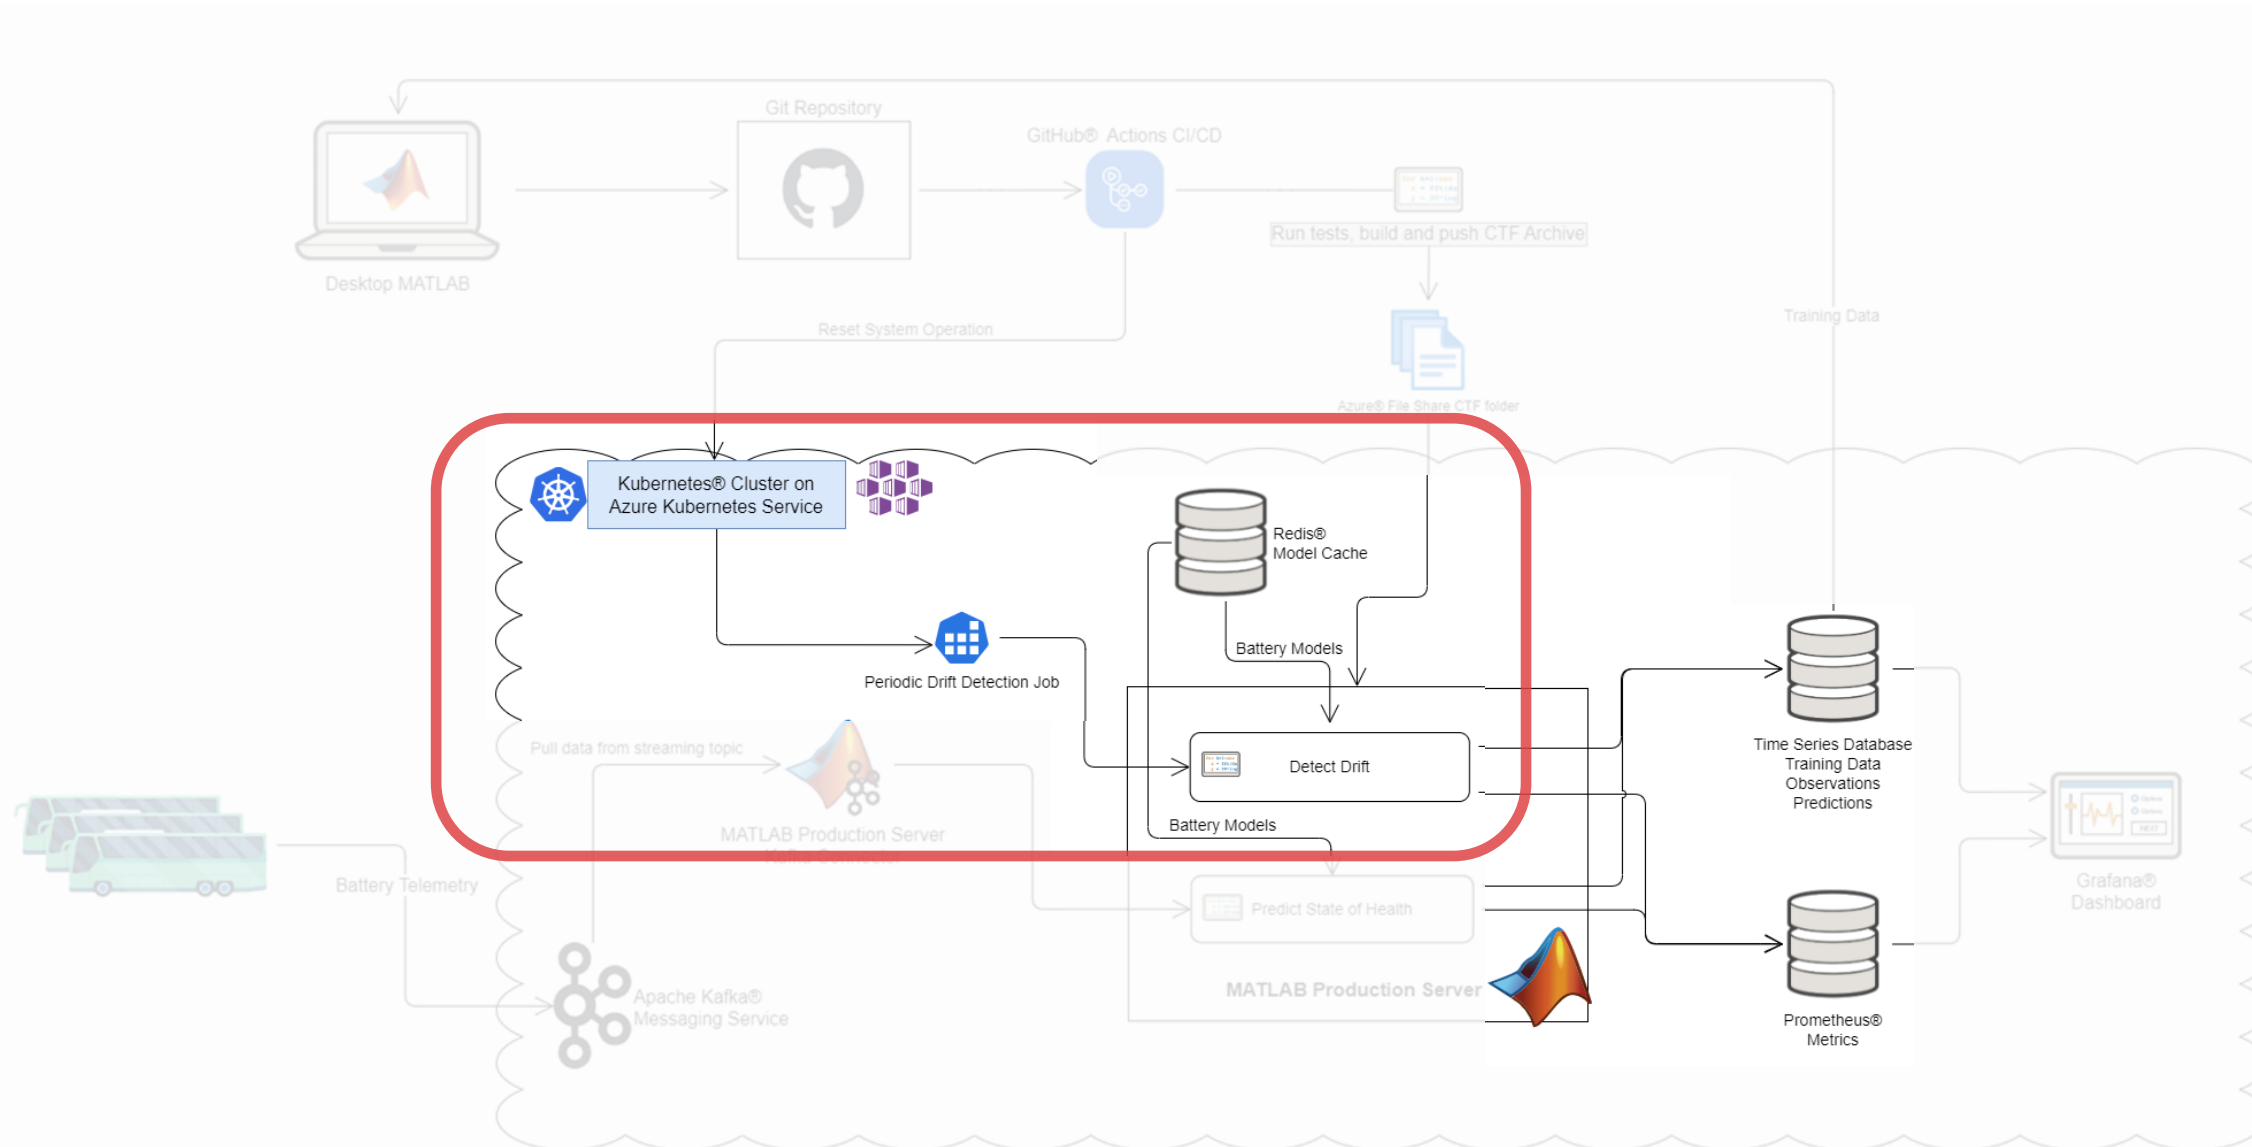 Git Repository
GitHub® Actions CI/CD
Run tests, build and push CTF Archive
Desktop MATLAB
Reset System Operation
Training Data
Azure® File Share CTF folder
Kubernetes® Cluster on
Azure Kubernetes Service
Redis®
Model Cache
Battery Models
Periodic Drift Detection Job
Pull data from streaming topic
Detect Drift
Time Series Database
Training Data
Observations
Predictions
MATLAB Production Server
Kafka Connector
Battery Models
Battery Telemetry
Predict State of Health
Grafana®
Dashboard
MATLAB Production Server
Apache Kafka®
Messaging Service
Prometheus®
Metrics
NEXT